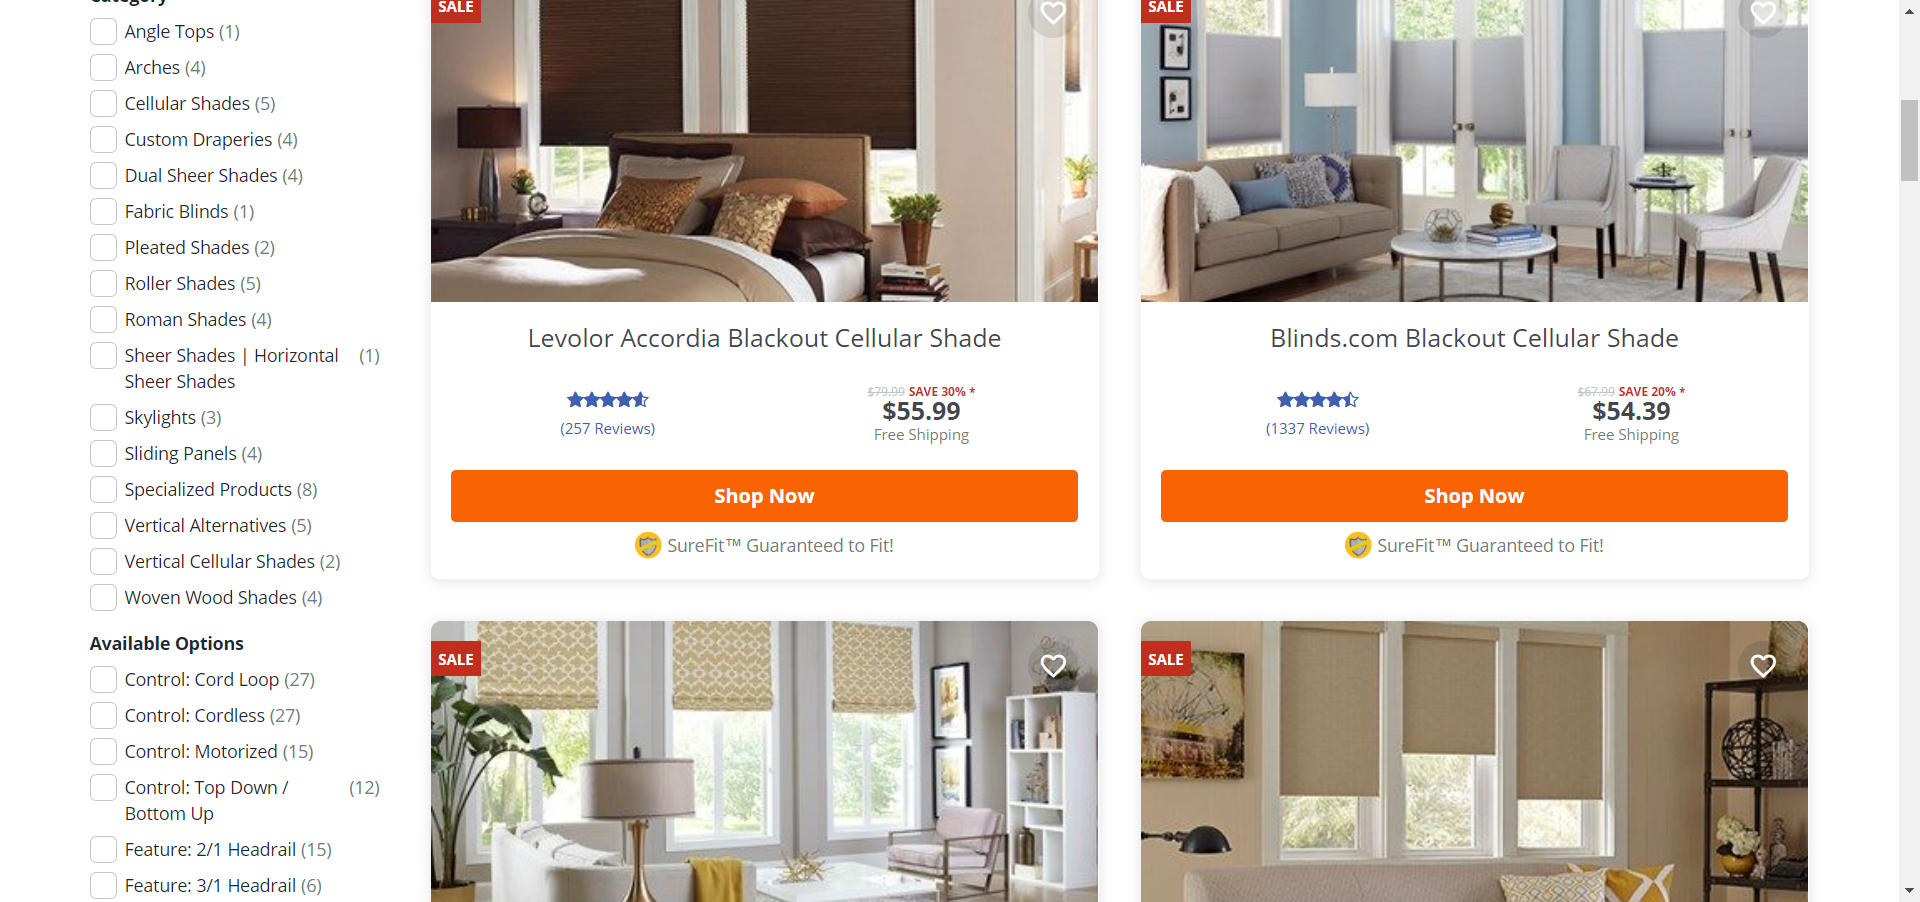 Category
Angle Tops (1)
Arches (4)
Cellular Shades (5)
Custom Draperies (4)
Dual Sheer Shades (4)
Fabric Blinds (1)
Pleated Shades (2)
Roller Shades (5)
Roman Shades (4)
Sheer Shades | Horizontal (1)
Sheer Shades
Skylights (3)
Sliding Panels (4)
Specialized Products (8)
Vertical Alternatives (5)
Vertical Cellular Shades (2)
Woven Wood Shades (4)
Available Options
Control: Cord Loop (27)
Control: Cordless (27)
Control: Motorized (15)
Control: Top Down / (12)
Bottom Up
Feature: 2/1 Headrail (15)
Feature: 3/1 Headrail (6)
SALE
Levolor Accordia Blackout Cellular Shade
(257 Reviews)
$79.99 SAVE 30% *
$55.99
Free Shipping
Shop Now
SureFit™ Guaranteed to Fit!
SALE
Blinds.com Blackout Cellular Shade
(1337 Reviews)
$67.99 SAVE 20% *
$54.39
Free Shipping
Shop Now
SureFit™ Guaranteed to Fit!
SALE
SALE